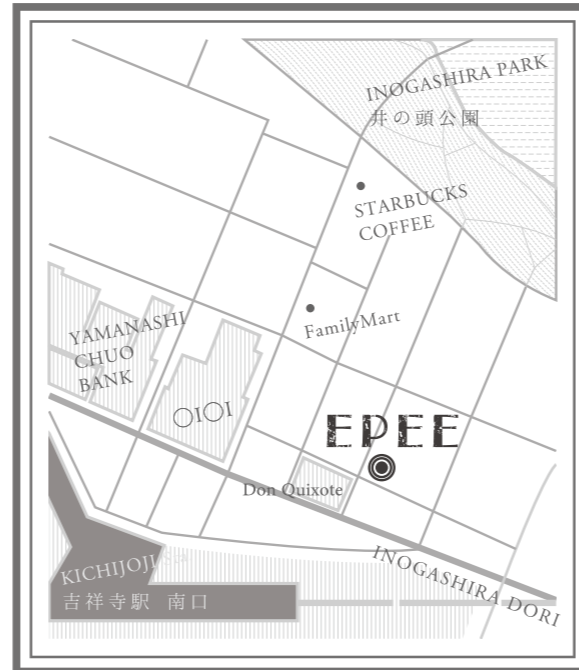 INOGASHIRA PARK
井の頭公園
STARBUCKS
COFFEE
FamilyMart
YAMANASHI
CHUO
BANK
OIOI
EPEE
Don Quixote
INOGASHIRA DORI
KICHIJOJI Sta.
吉祥寺駅 南口